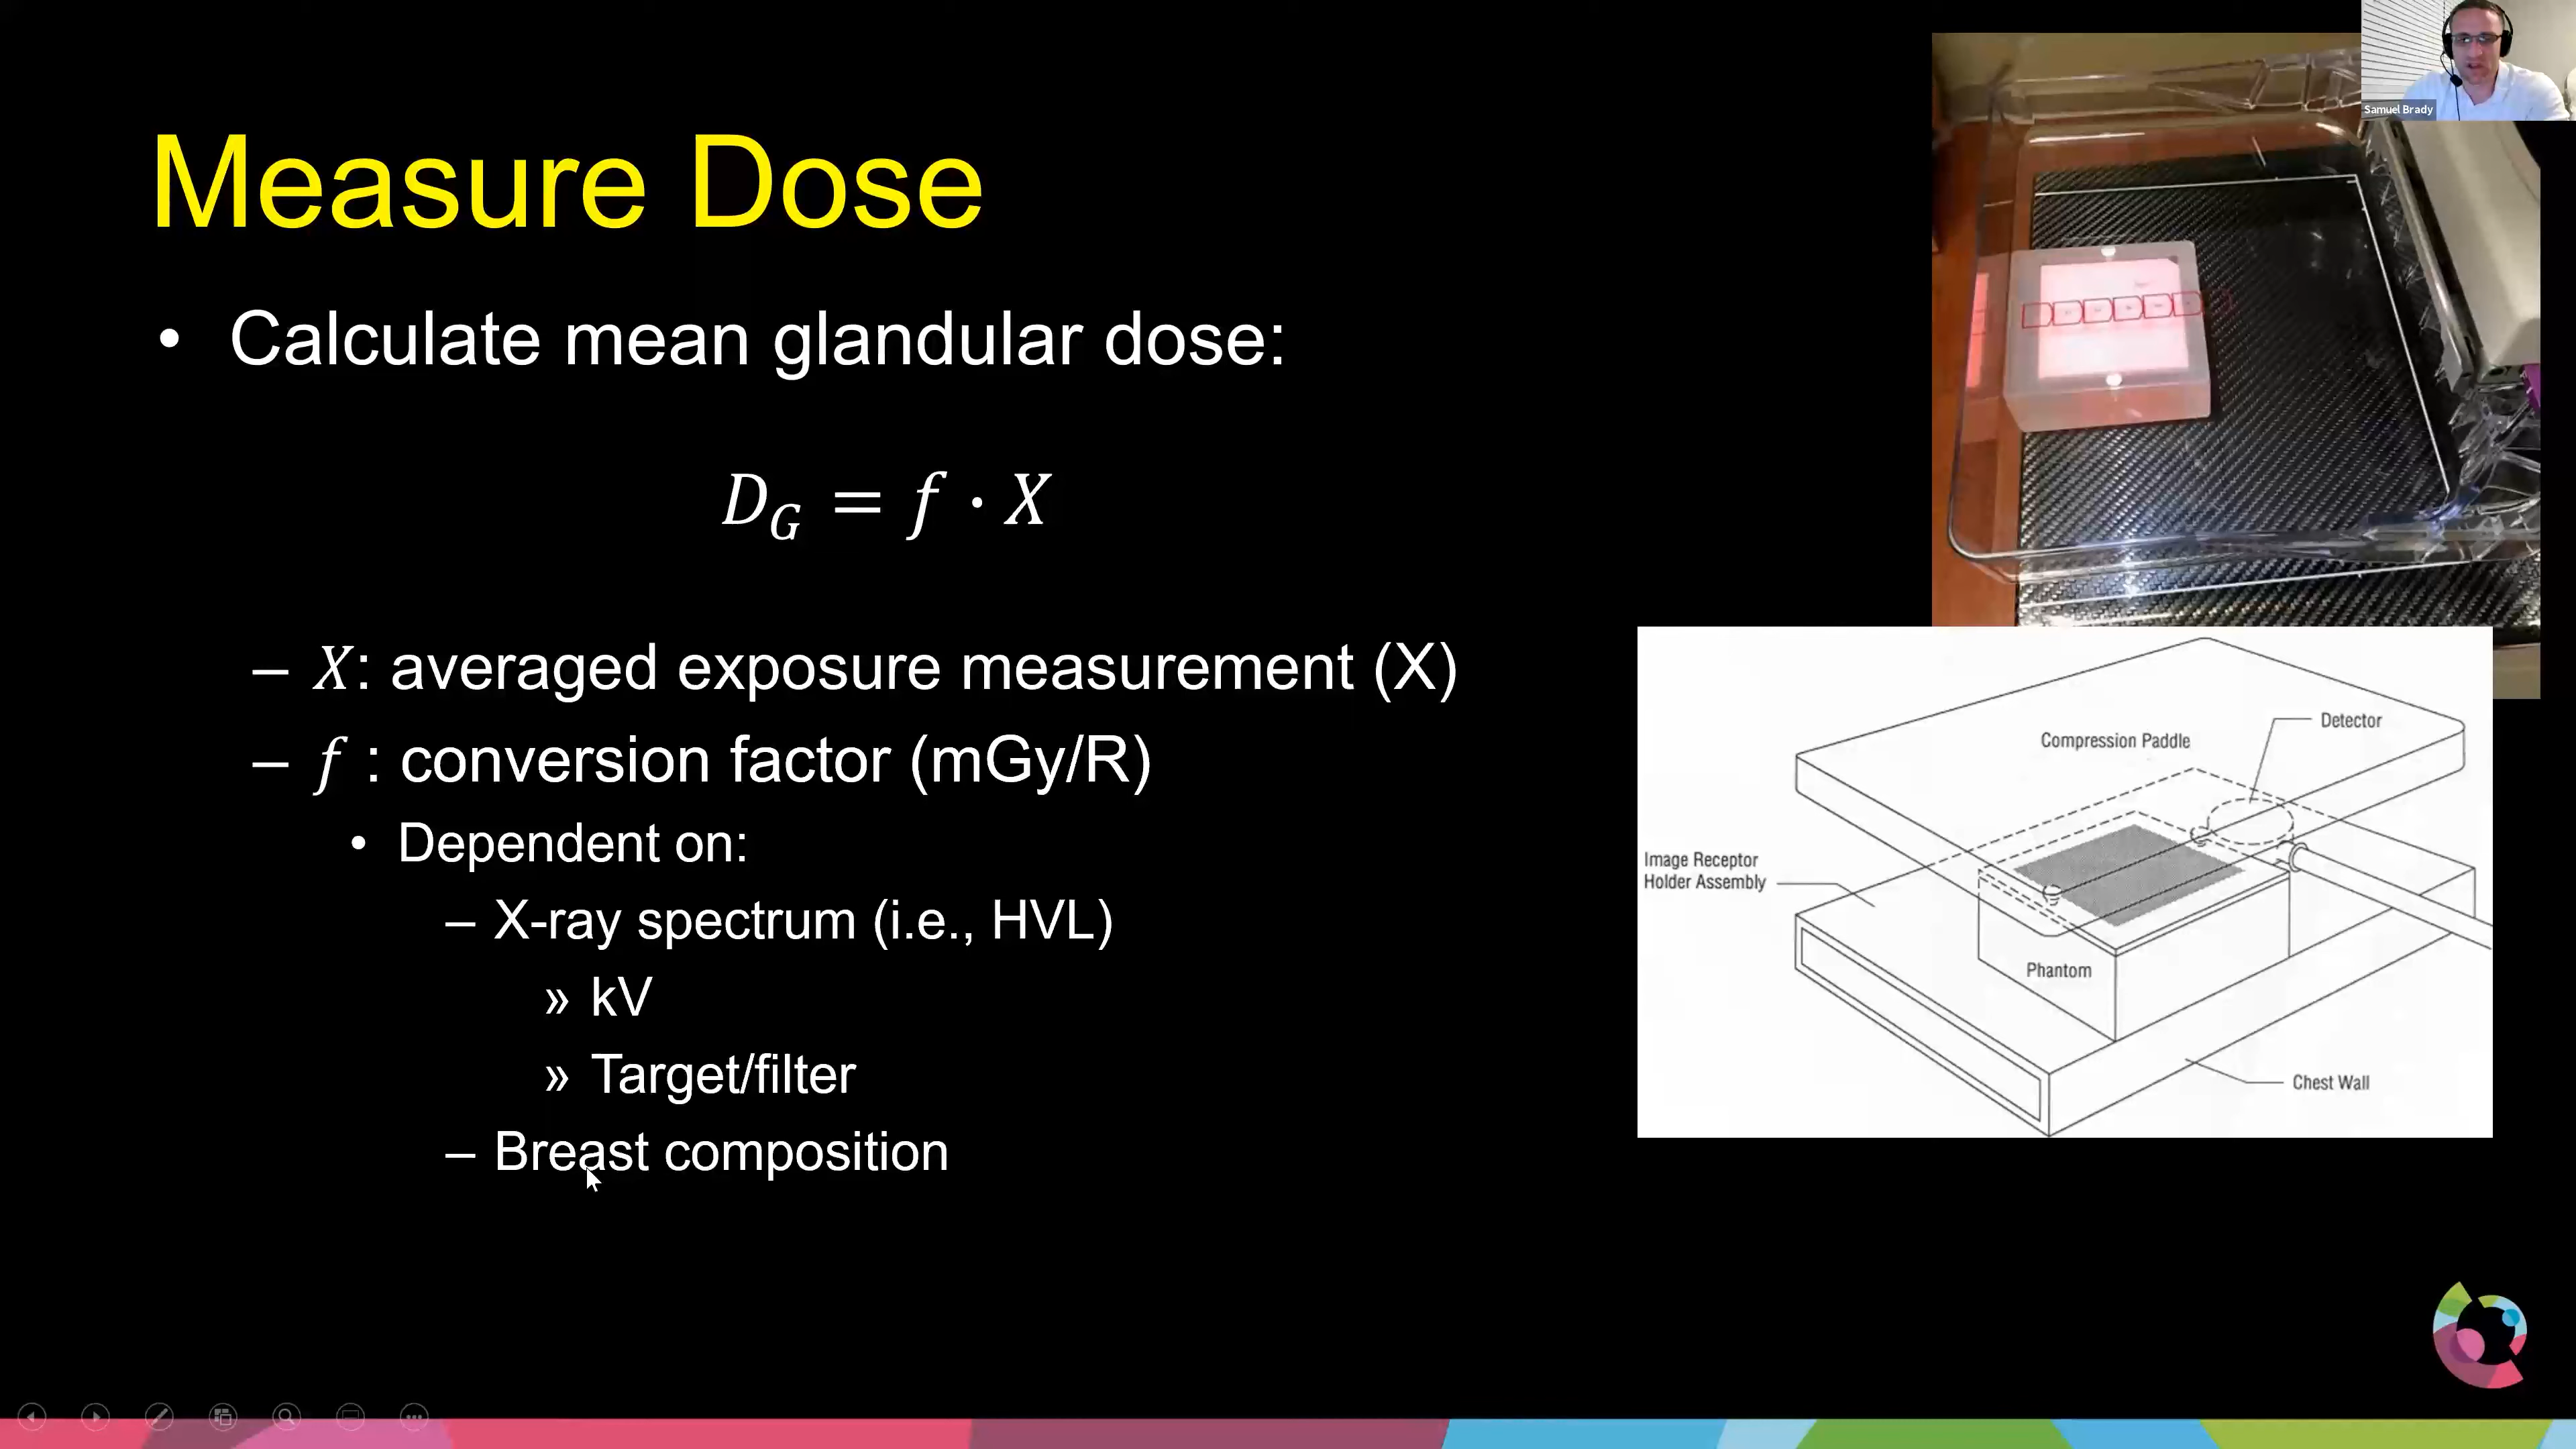 Samuel Brady
Measure Dose
• Calculate mean glandular dose:
D_G = f · X
– X: averaged exposure measurement (X)
– f : conversion factor (mGy/R)
• Dependent on:
– X-ray spectrum (i.e., HVL)
» kV
» Target/filter
– Breast composition
Detector
Compression Paddle
Image Receptor
Holder Assembly
Phantom
Chest Wall